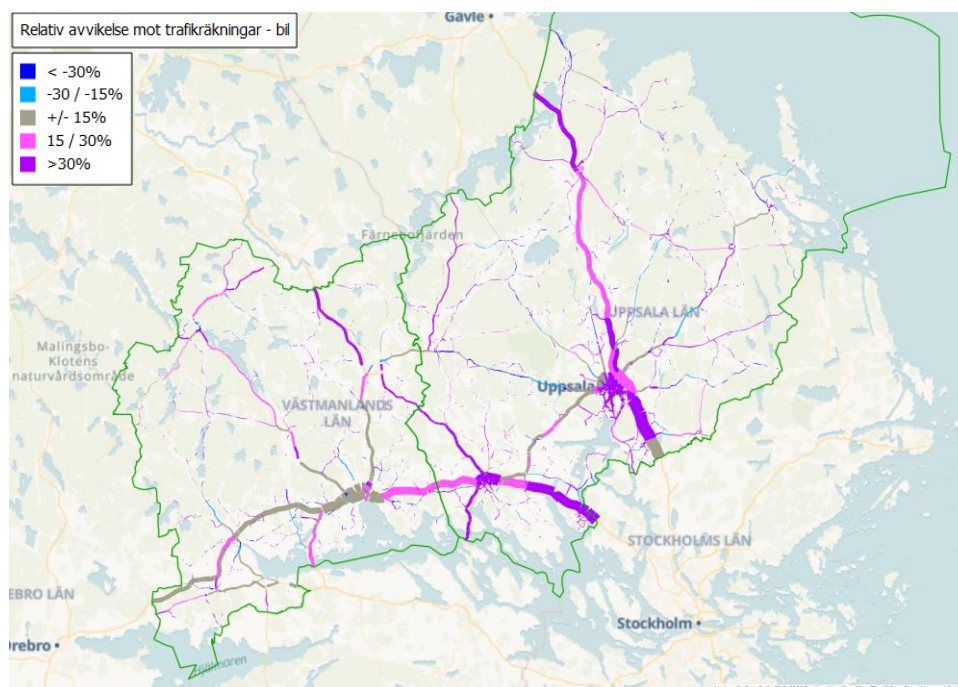 Gävle
Relativ avvikelse mot trafikräkningar - bil
< -30%
-30 / -15%
+/- 15%
15 / 30%
>30%
Färnebofjärden
UPPSALA LÄN
Malingsbo-
Klotens
naturvårdsområde
Uppsala
VÄSTMANLANDS
LÄN
STOCKHOLMS LÄN
EBRO LÄN
Stockholm
Örebro
Hjälmaren